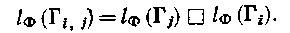 l_Φ (Γ_{i, j}) = l_Φ (Γ_j) □ l_Φ (Γ_i).